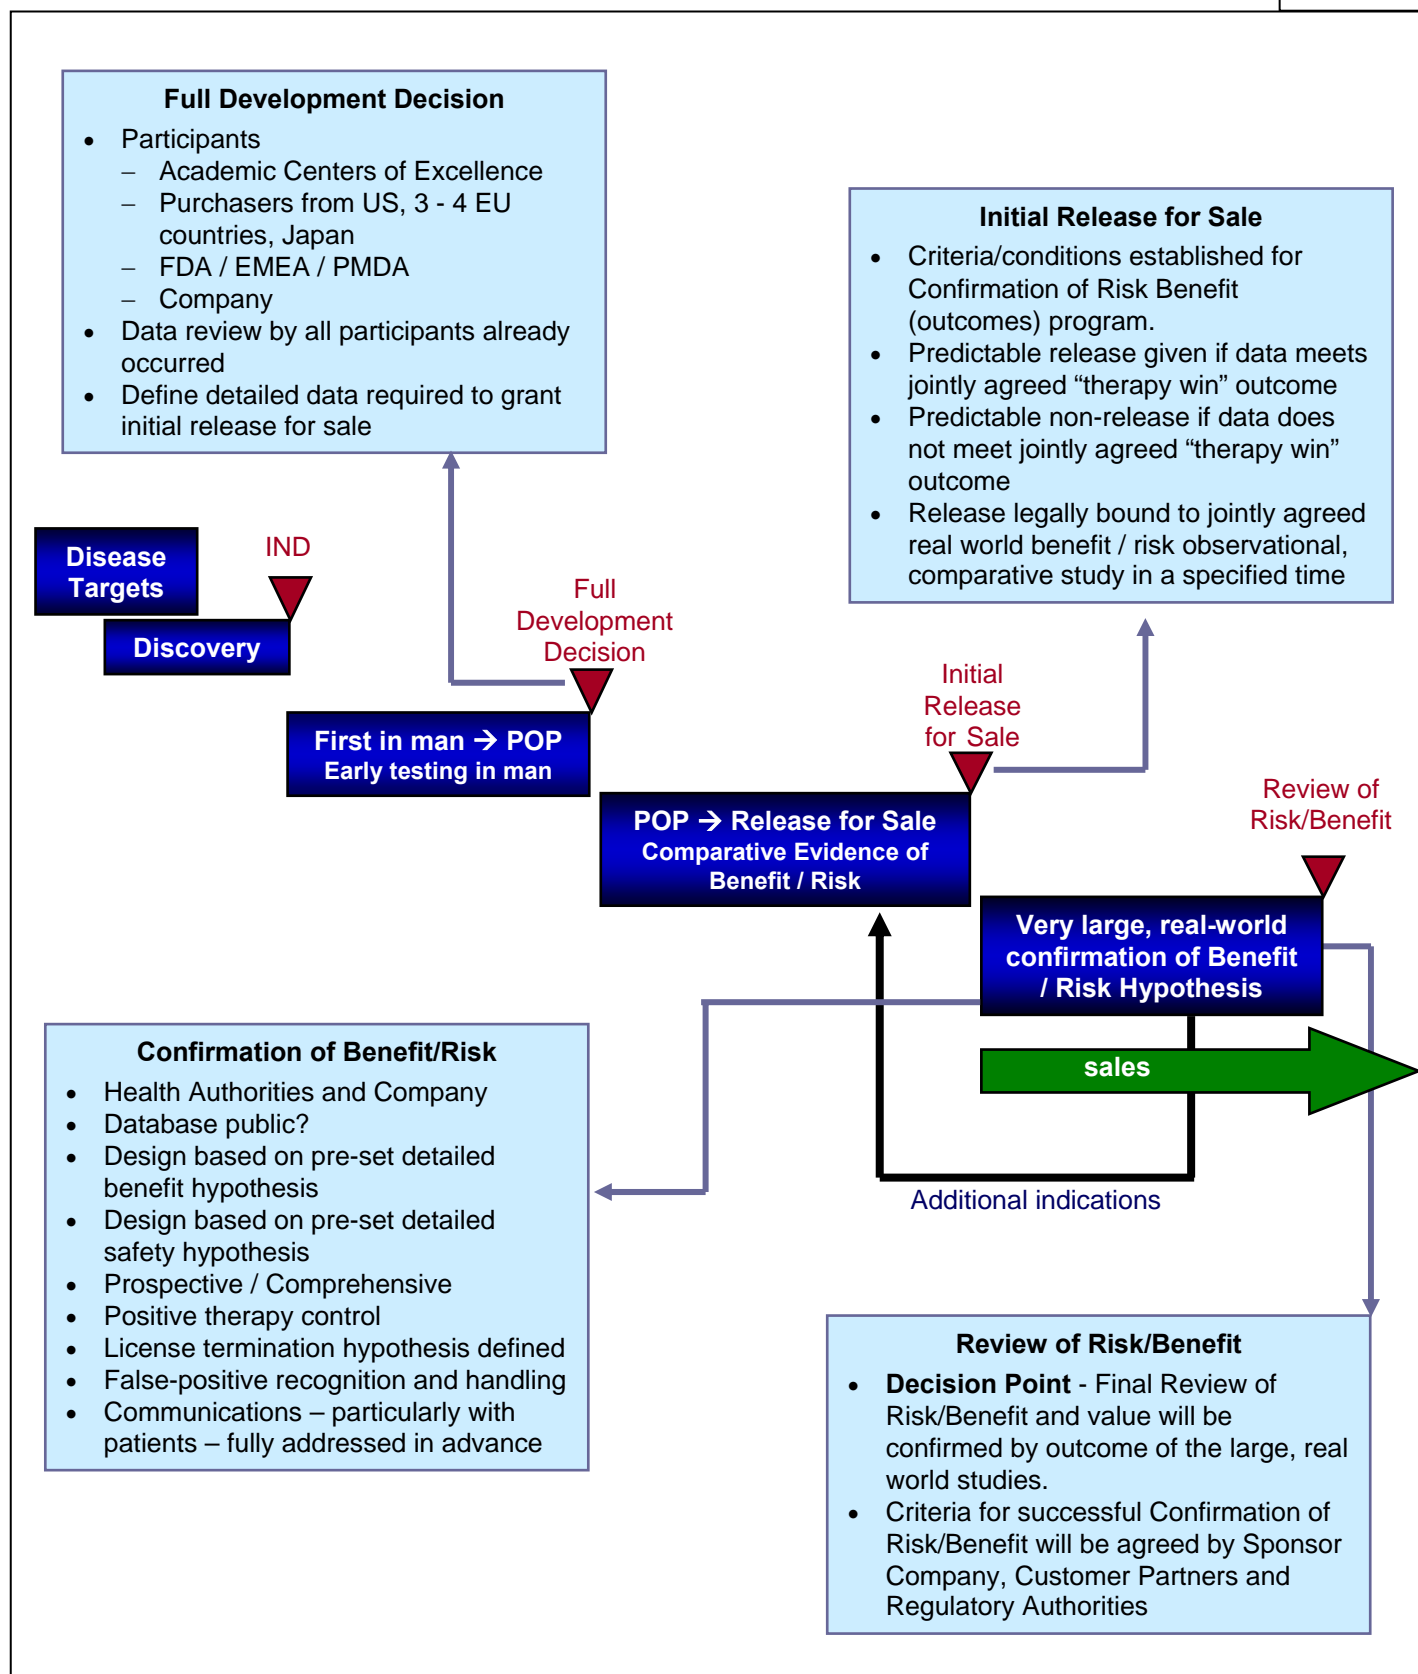 Full Development Decision
• Participants
– Academic Centers of Excellence
– Purchasers from US, 3 - 4 EU
countries, Japan
– FDA / EMEA / PMDA
– Company
• Data review by all participants already
occurred
• Define detailed data required to grant
initial release for sale
Initial Release for Sale
• Criteria/conditions established for
Confirmation of Risk Benefit
(outcomes) program.
• Predictable release given if data meets
jointly agreed “therapy win” outcome
• Predictable non-release if data does
not meet jointly agreed “therapy win”
outcome
• Release legally bound to jointly agreed
real world benefit / risk observational,
comparative study in a specified time
Disease
Targets
IND
Discovery
Full
Development
Decision
First in man → POP
Early testing in man
Initial
Release
for Sale
POP → Release for Sale
Comparative Evidence of
Benefit / Risk
Review of
Risk/Benefit
Very large, real-world
confirmation of Benefit
/ Risk Hypothesis
sales
Additional indications
Confirmation of Benefit/Risk
• Health Authorities and Company
• Database public?
• Design based on pre-set detailed
benefit hypothesis
• Design based on pre-set detailed
safety hypothesis
• Prospective / Comprehensive
• Positive therapy control
• License termination hypothesis defined
• False-positive recognition and handling
• Communications – particularly with
patients – fully addressed in advance
Review of Risk/Benefit
• Decision Point - Final Review of
Risk/Benefit and value will be
confirmed by outcome of the large, real
world studies.
• Criteria for successful Confirmation of
Risk/Benefit will be agreed by Sponsor
Company, Customer Partners and
Regulatory Authorities